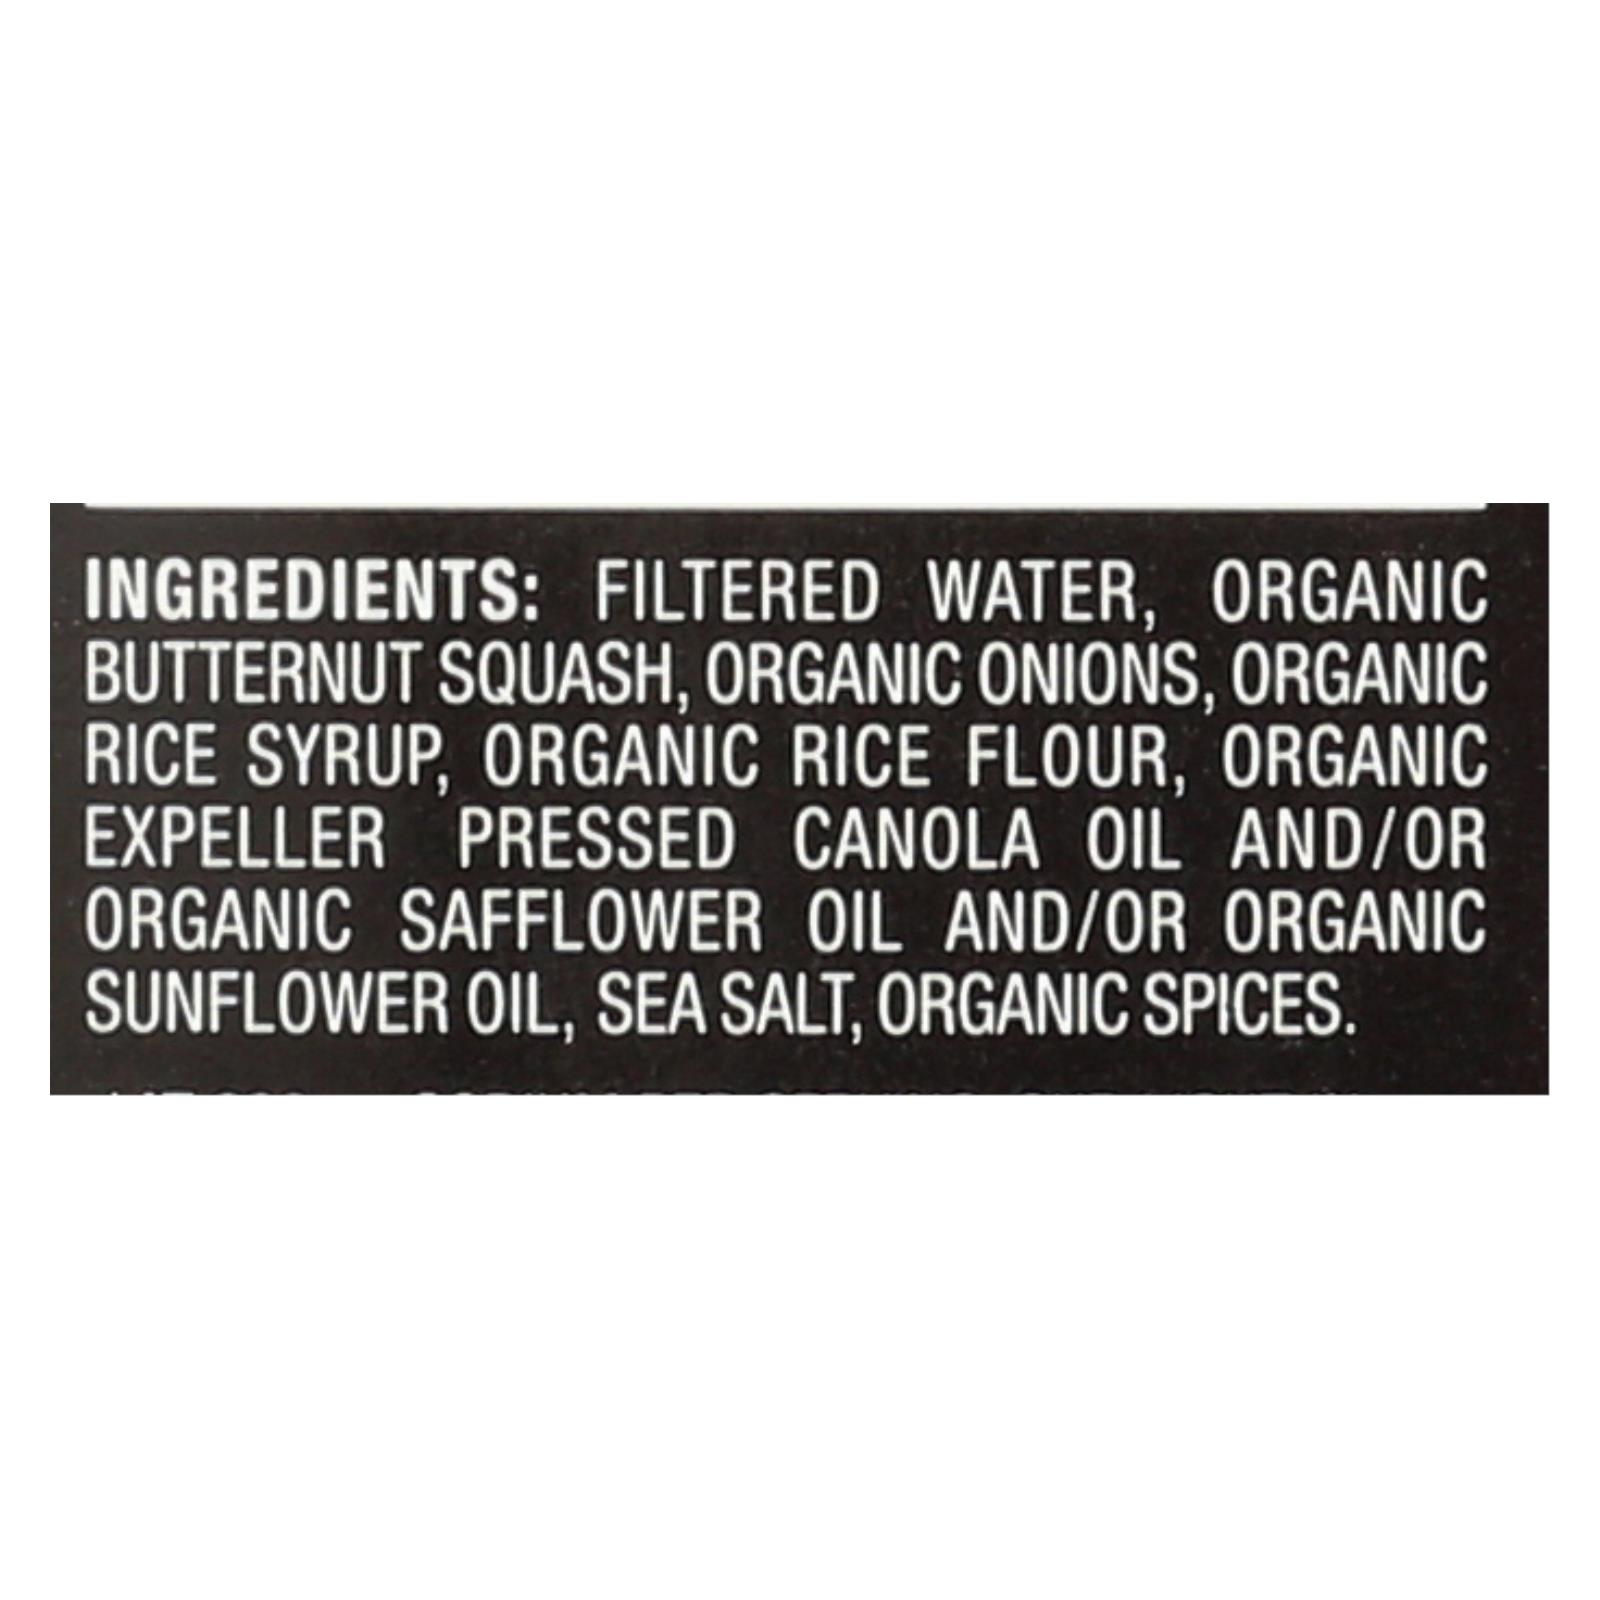 INGREDIENTS: FILTERED WATER, ORGANIC
BUTTERNUT SQUASH, ORGANIC ONIONS, ORGANIC
RICE SYRUP, ORGANIC RICE FLOUR, ORGANIC
EXPELLER PRESSED CANOLA OIL AND/OR
ORGANIC SAFFLOWER OIL AND/OR ORGANIC
SUNFLOWER OIL, SEA SALT, ORGANIC SPICES.